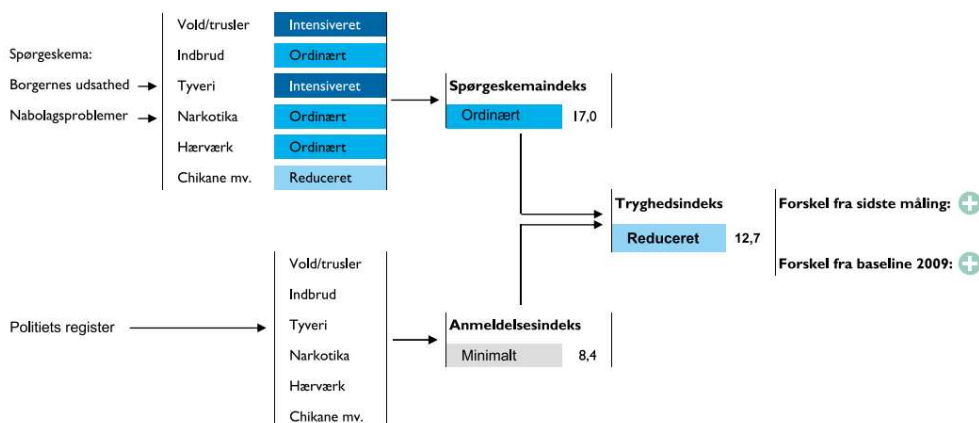 Spørgeskema:
Borgernes udsathed
Nabolagsproblemer
Vold/trusler Intensiveret
Indbrud Ordinært
Tyveri Intensiveret
Narkotika Ordinært
Hærværk Ordinært
Chikane mv. Reduceret
Spørgeskemaindeks
Ordinært 17,0
Tryghedsindeks
Reduceret 12,7
Forskel fra sidste måling:
Forskel fra baseline 2009:
Politiets register
Vold/trusler
Indbrud
Tyveri
Narkotika
Hærværk
Chikane mv.
Anmeldelsesindeks
Minimalt 8,4